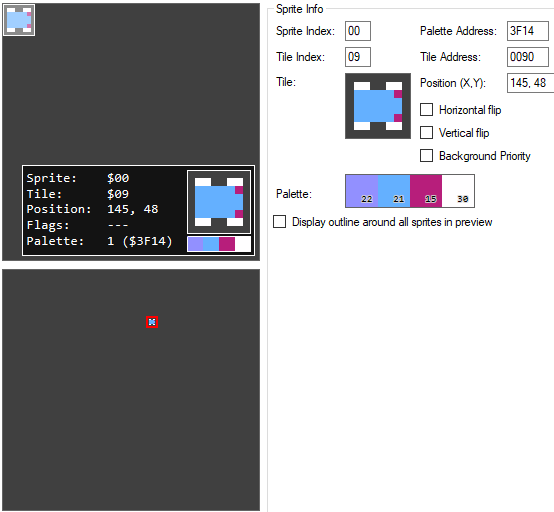 Sprite Info
Sprite Index: 00 Palette Address: 3F14
Tile Index: 09 Tile Address: 0090
Tile: Position (X,Y): 145, 48
Horizontal flip
Vertical flip
Background Priority
Palette: 22 21 15 30
Display outline around all sprites in preview
Sprite: $00
Tile: $09
Position: 145, 48
Flags: ---
Palette: 1 ($3F14)